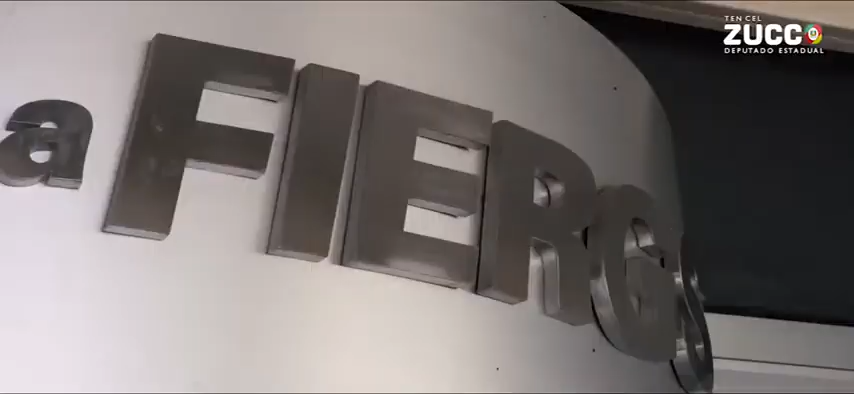 TEN CEL
ZUCCO
DEPUTADO ESTADUAL
a FIERGS